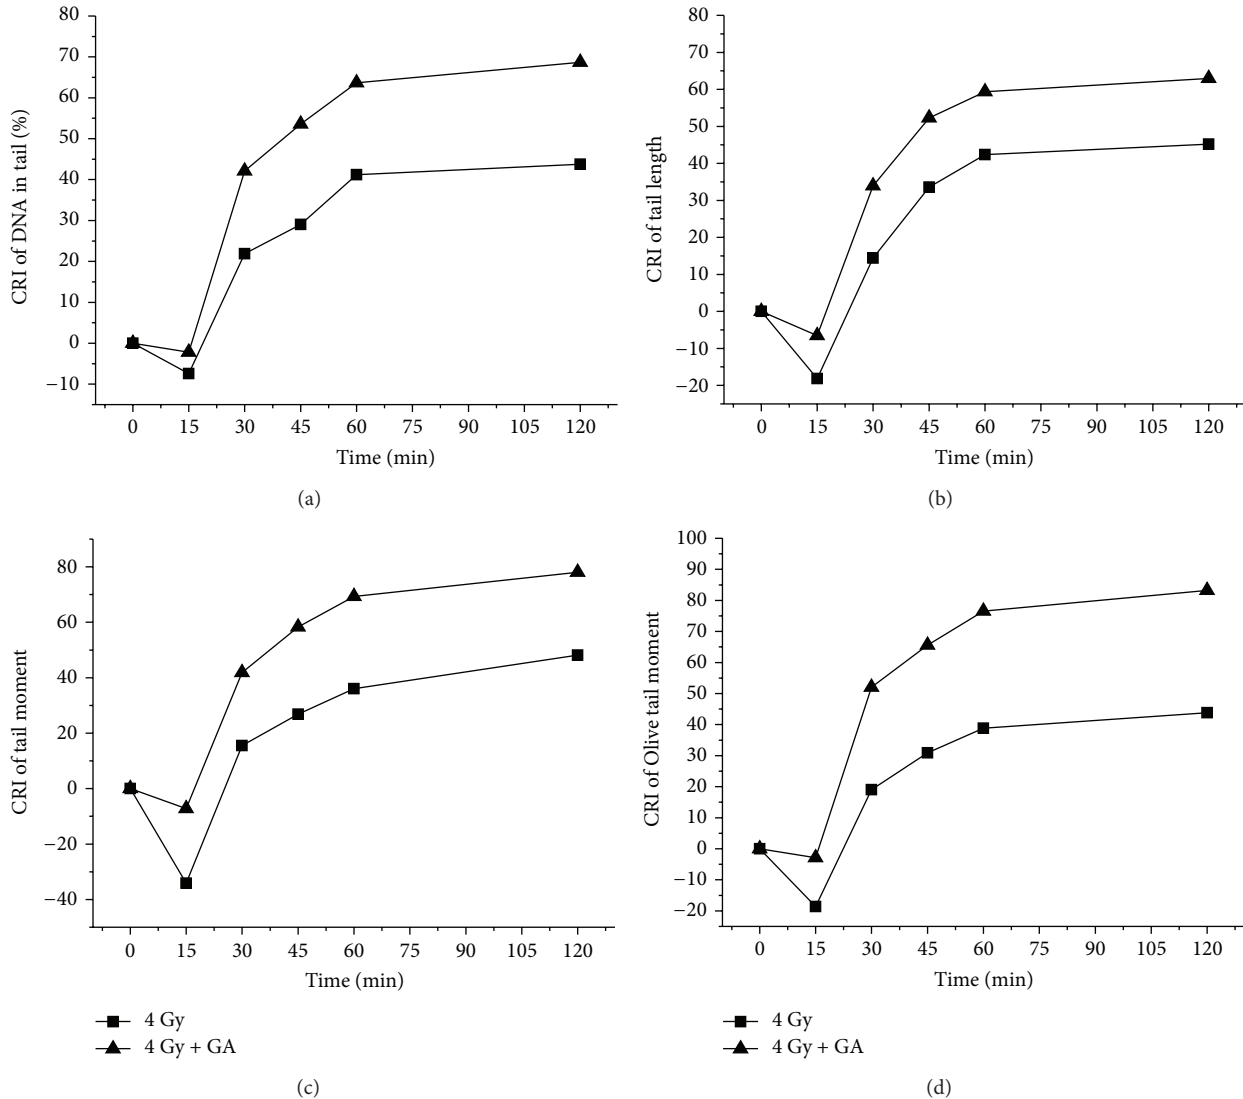 80
70
60
50
40
30
20
10
0
−10
CRI of DNA in tail (%)
0 15 30 45 60 75 90 105 120
Time (min)
(a)
80
70
60
50
40
30
20
10
0
−10
−20
CRI of tail length
0 15 30 45 60 75 90 105 120
Time (min)
(b)
80
60
40
20
0
−20
−40
CRI of tail moment
0 15 30 45 60 75 90 105 120
Time (min)
4 Gy
4 Gy + GA
(c)
100
90
80
70
60
50
40
30
20
10
0
−10
−20
CRI of Olive tail moment
0 15 30 45 60 75 90 105 120
Time (min)
4 Gy
4 Gy + GA
(d)